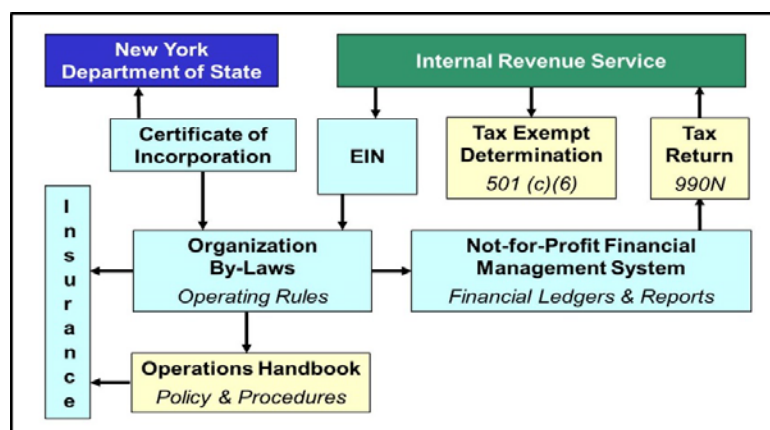 New York
Department of State
Internal Revenue Service
Certificate of
Incorporation
EIN
Tax Exempt
Determination
501 (c)(6)
Tax
Return
990N
Insurance
Organization
By-Laws
Operating Rules
Not-for-Profit Financial
Management System
Financial Ledgers & Reports
Operations Handbook
Policy & Procedures